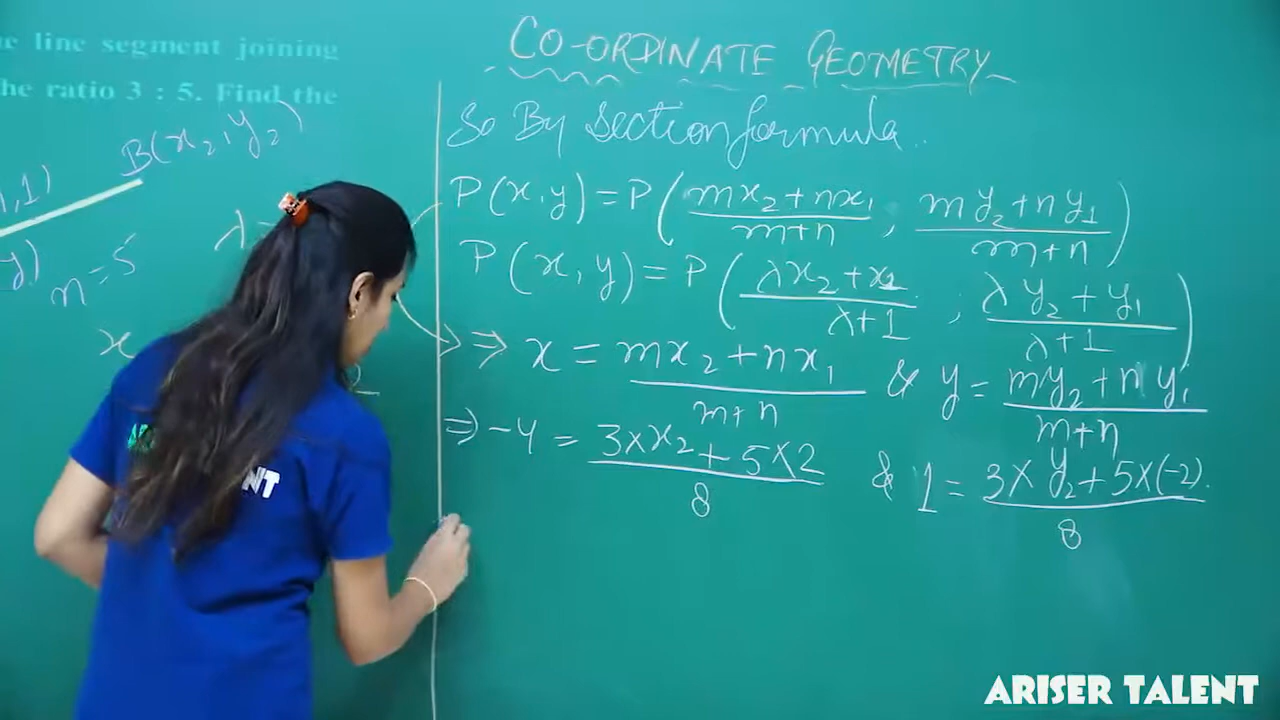 e line segment joining
he ratio 3 : 5. Find the
B(x₂, y₂)
,1)
y)
n = 5
λ =
x
CO-ORDINATE GEOMETRY
So By section formula.
P(x,y) = P((mx₂+nx₁)/(m+n), (my₂+ny₁)/(m+n))
P(x,y) = P((λx₂+x₁)/(λ+1), (λy₂+y₁)/(λ+1))
⇒ x = (mx₂+nx₁)/(m+n) & y = (my₂+ny₁)/(m+n)
⇒ -4 = (3×x₂+5×2)/8 & 1 = (3×y₂+5×(-2))/8
NT
ARISER TALENT